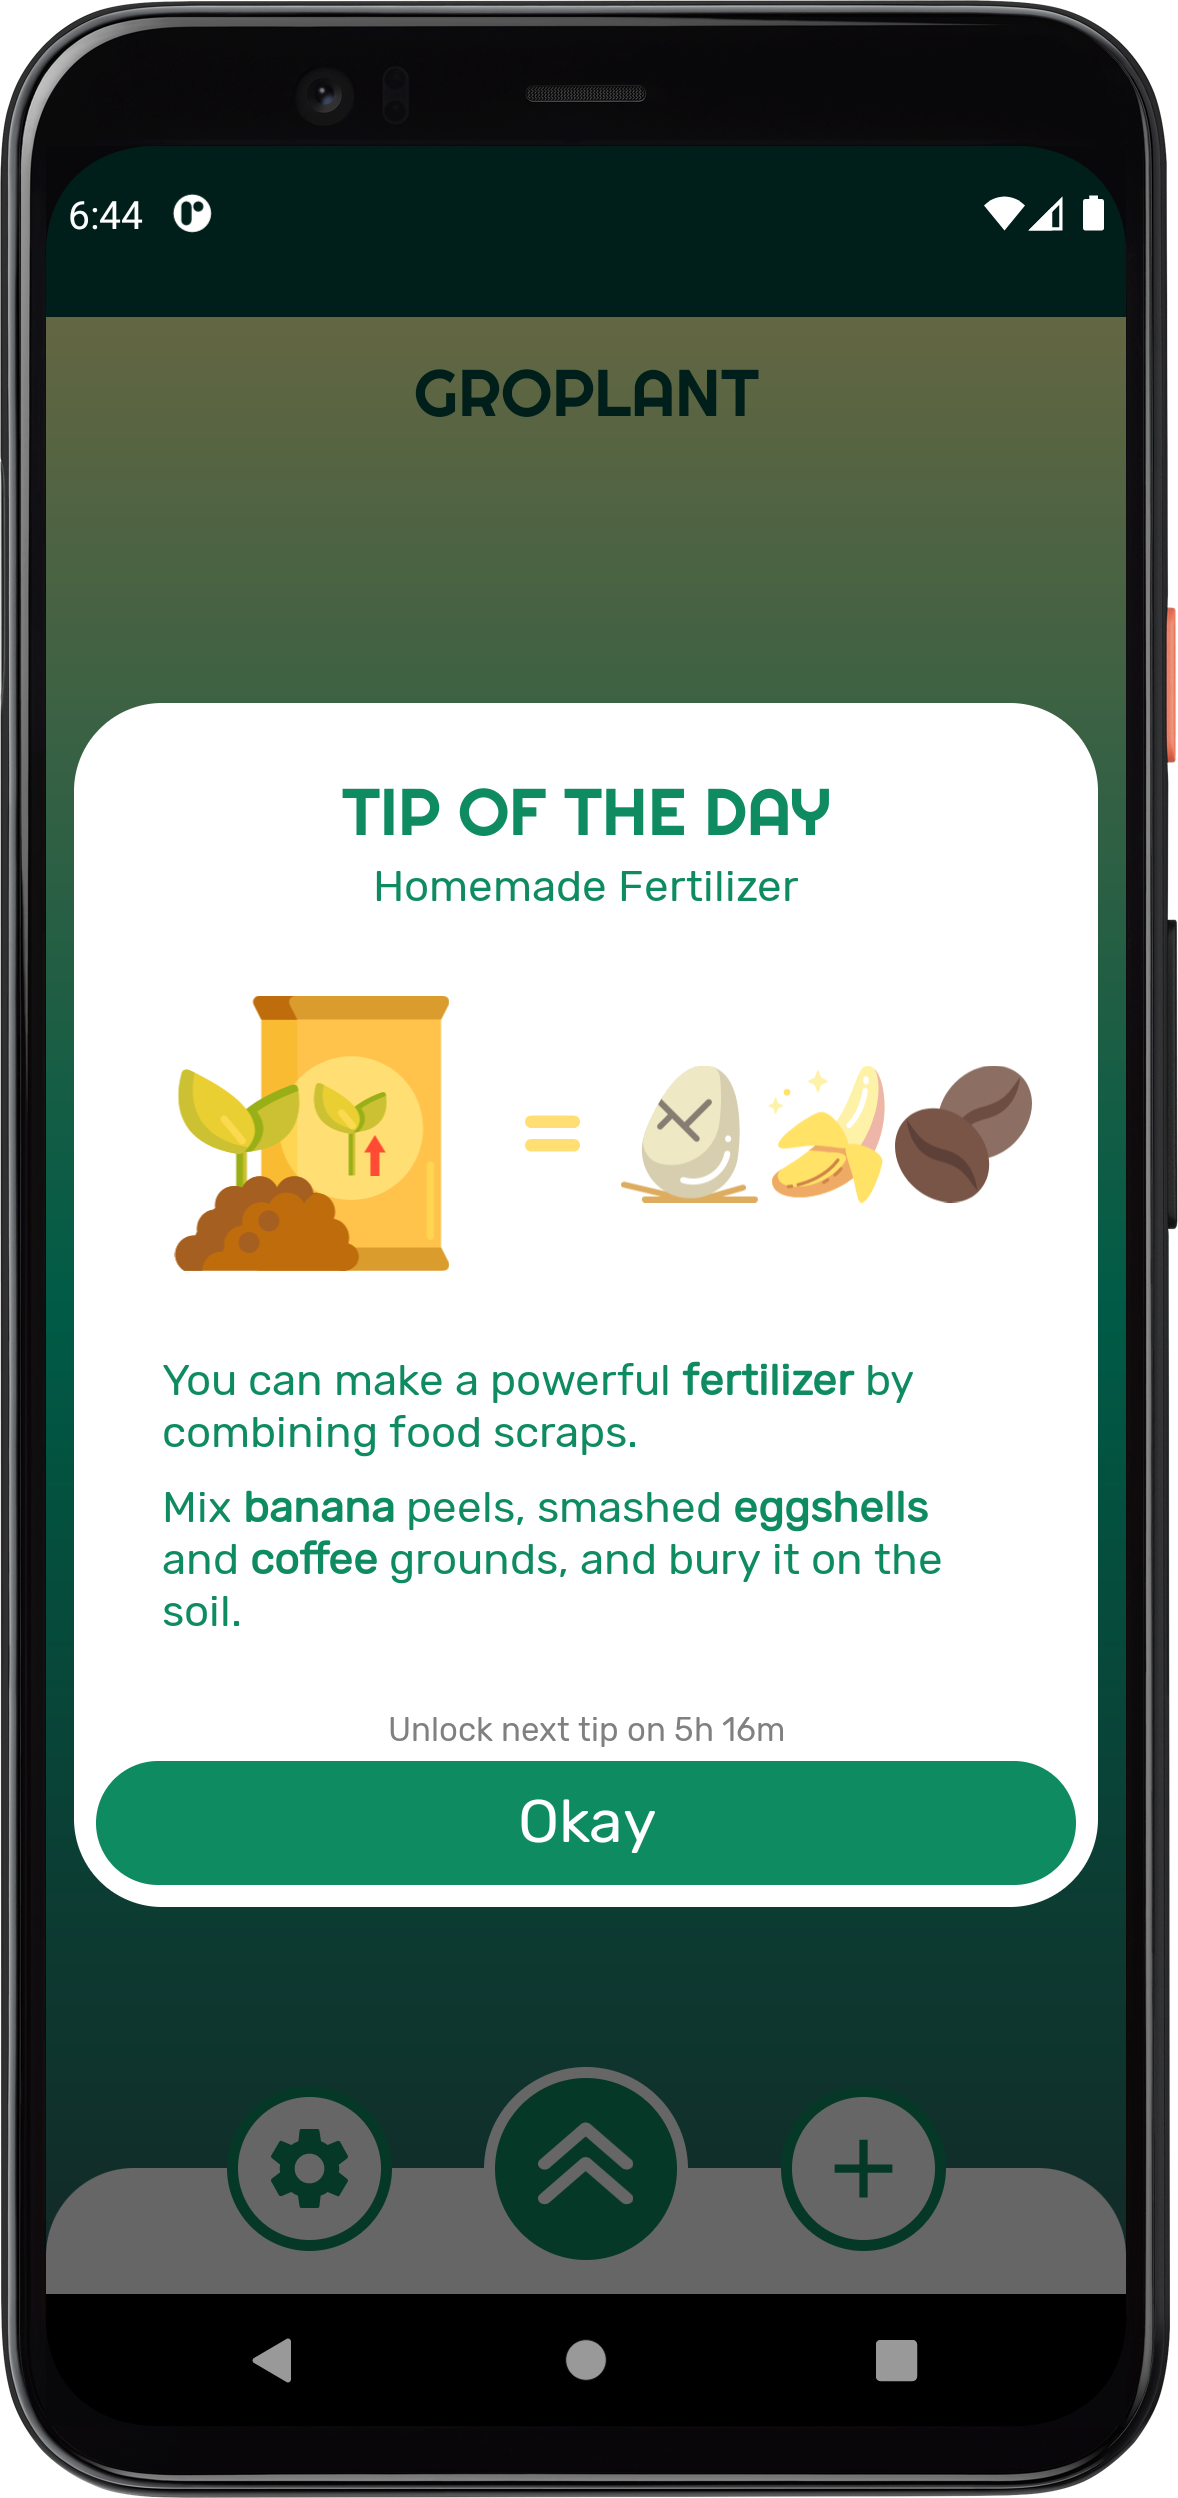 6:44
GROPLANT
TIP OF THE DAY
Homemade Fertilizer
You can make a powerful fertilizer by
combining food scraps.
Mix banana peels, smashed eggshells
and coffee grounds, and bury it on the
soil.
Unlock next tip on 5h 16m
Okay